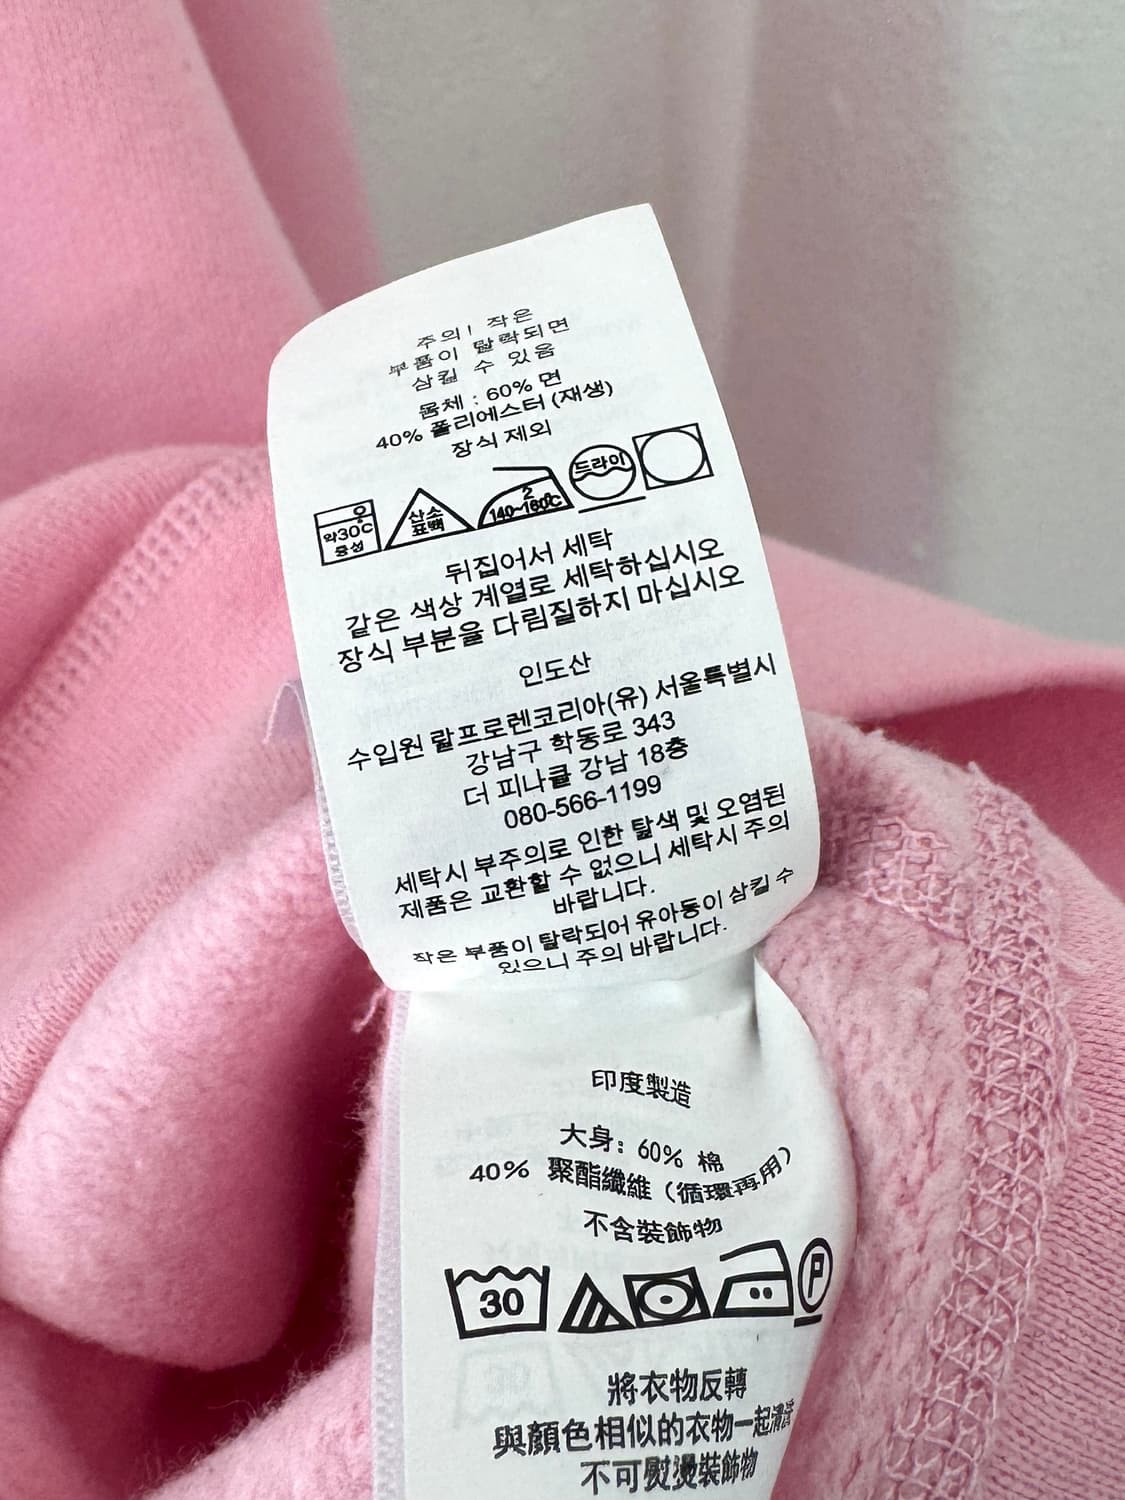 주의! 작은
부품이 탈락되면
삼킬 수 있음
몸체 : 60% 면
40% 폴리에스터 (재생)
장식 제외
약30℃
중성
산소
표백
2
140~160℃
드라이
뒤집어서 세탁
같은 색상 계열로 세탁하십시오
장식 부분을 다림질하지 마십시오
인도산
수입원 랄프로렌코리아(유) 서울특별시
강남구 학동로 343
더 피나클 강남 18층
080-566-1199
세탁시 부주의로 인한 탈색 및 오염된
제품은 교환할 수 없으니 세탁시 주의
바랍니다.
작은 부품이 탈락되어 유아동이 삼킬 수
있으니 주의 바랍니다.
印度製造
大身: 60% 棉
40% 聚酯纖維 (循環再用)
不含裝飾物
30
P
將衣物反轉
與顏色相似的衣物一起清洗
不可熨燙裝飾物